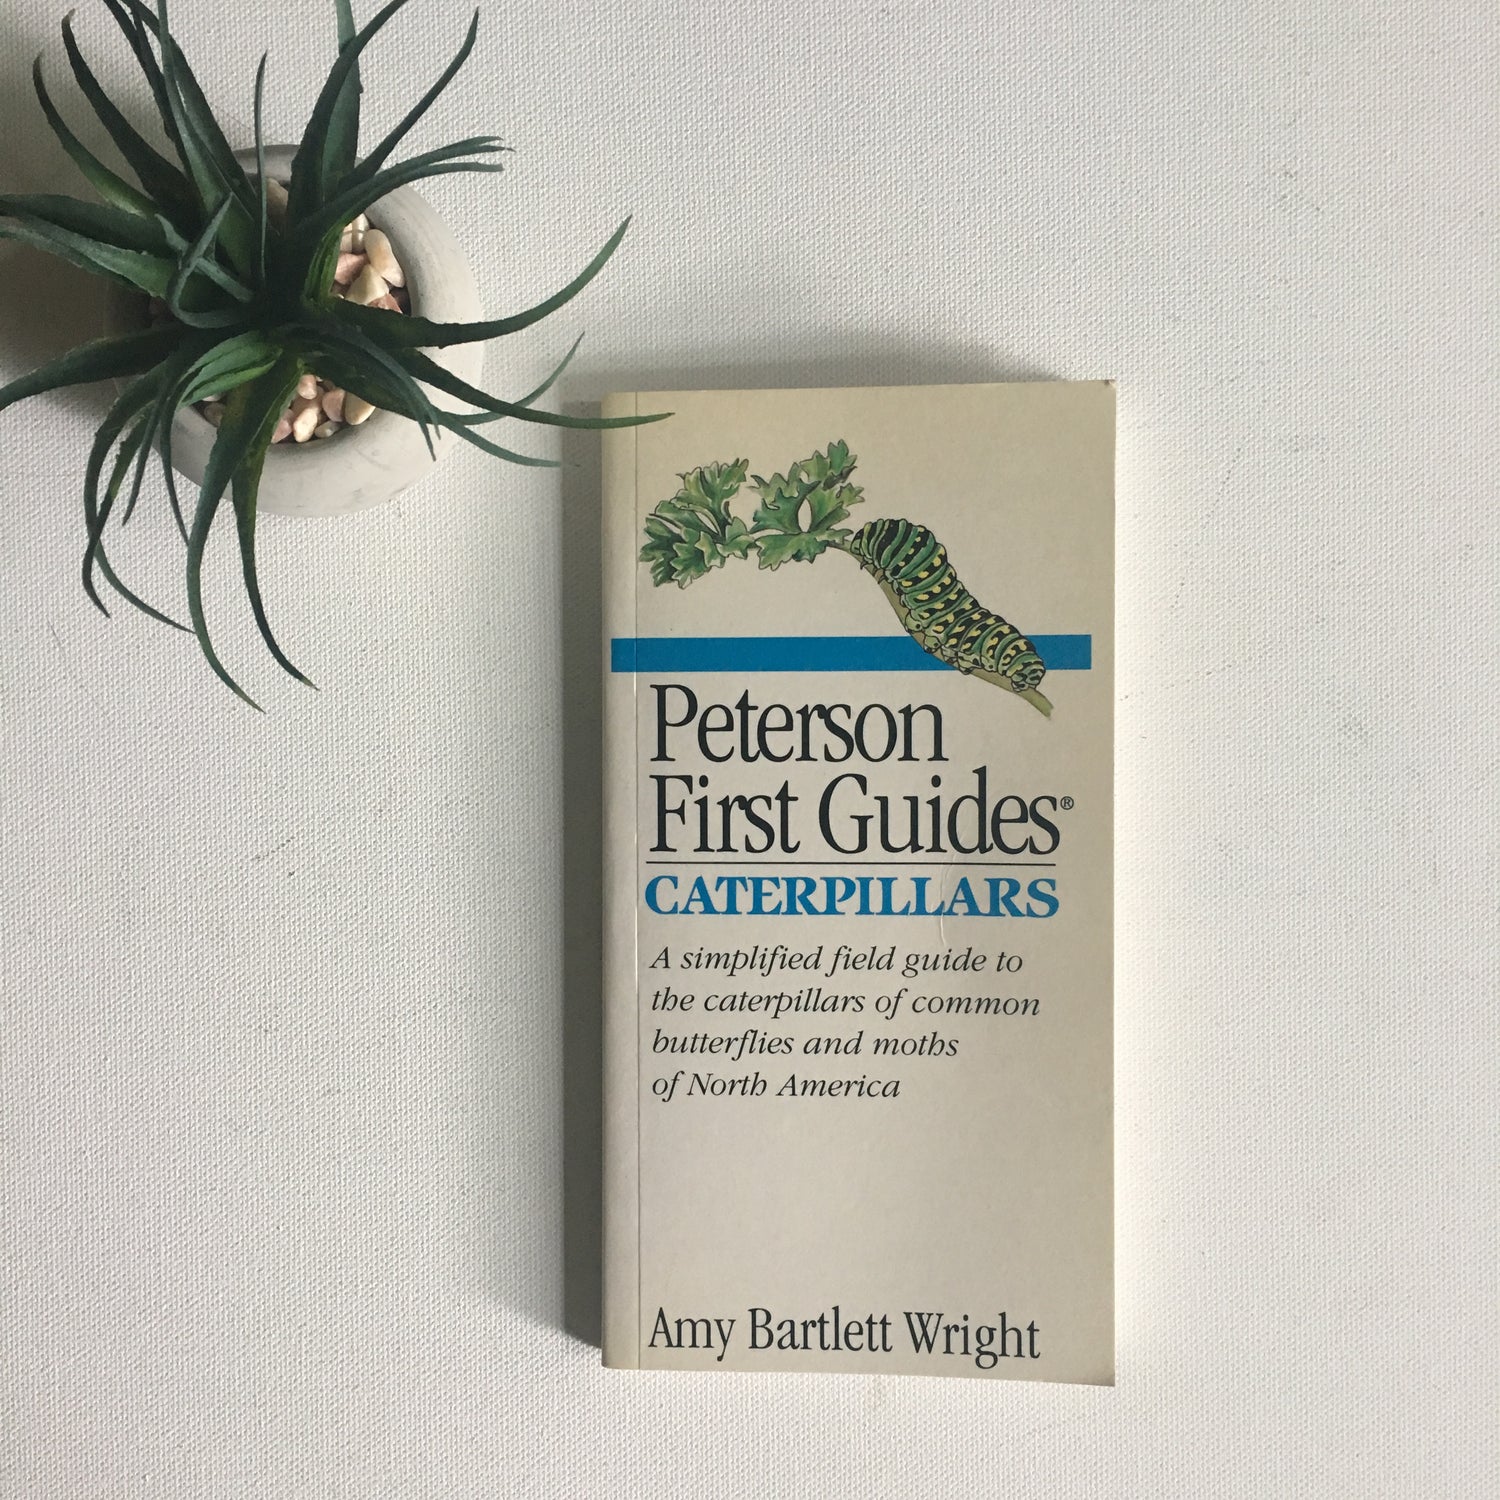 Peterson
First Guides®
CATERPILLARS
A simplified field guide to
the caterpillars of common
butterflies and moths
of North America
Amy Bartlett Wright